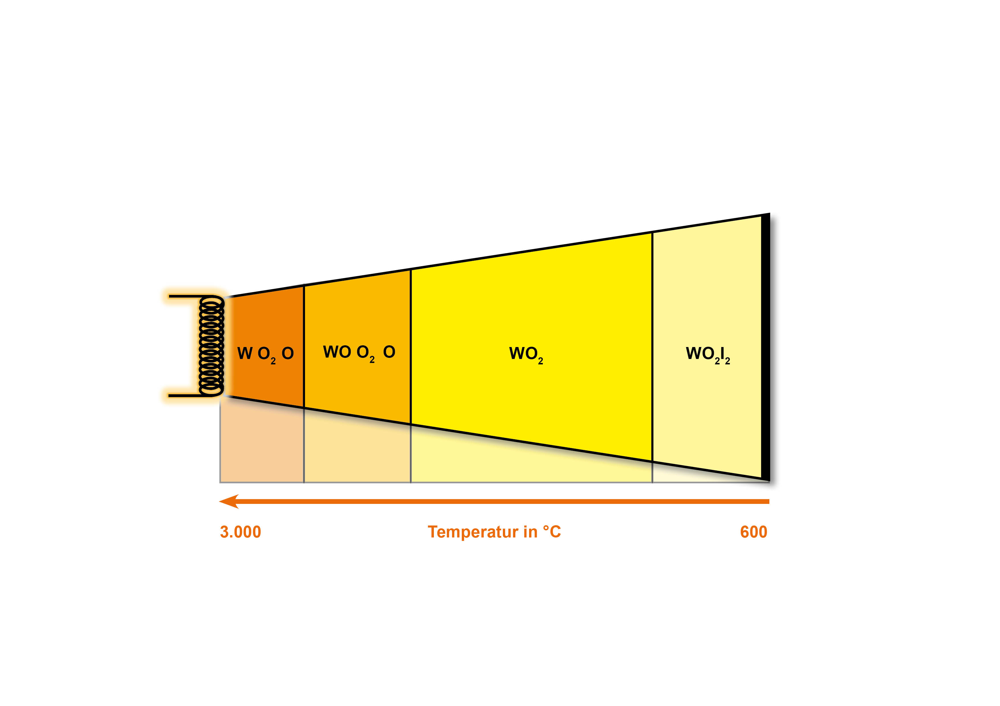 W O₂ O
WO O₂ O
WO₂
WO₂I₂
3.000
Temperatur in °C
600